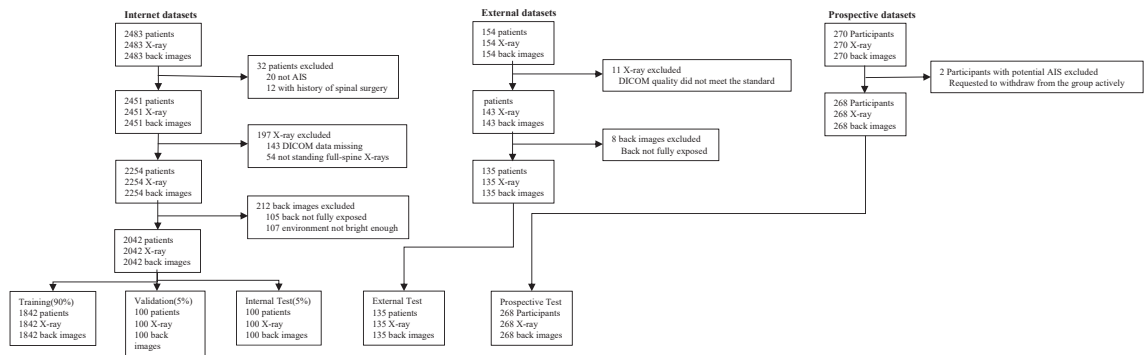 Internet datasets
2483 patients
2483 X-ray
2483 back images
32 patients excluded
20 not AIS
12 with history of spinal surgery
2451 patients
2451 X-ray
2451 back images
197 X-ray excluded
143 DICOM data missing
54 not standing full-spine X-rays
2254 patients
2254 X-ray
2254 back images
212 back images excluded
105 back not fully exposed
107 environment not bright enough
2042 patients
2042 X-ray
2042 back images
Training(90%)
1842 patients
1842 X-ray
1842 back images
Validation(5%)
100 patients
100 X-ray
100 back
images
Internal Test(5%)
100 patients
100 X-ray
100 back images
External datasets
154 patients
154 X-ray
154 back images
11 X-ray excluded
DICOM quality did not meet the standard
patients
143 X-ray
143 back images
8 back images excluded
Back not fully exposed
135 patients
135 X-ray
135 back images
External Test
135 patients
135 X-ray
135 back images
Prospective datasets
270 Participants
270 X-ray
270 back images
2 Participants with potential AIS excluded
Requested to withdraw from the group actively
268 Participants
268 X-ray
268 back images
Prospective Test
268 Participants
268 X-ray
268 back images